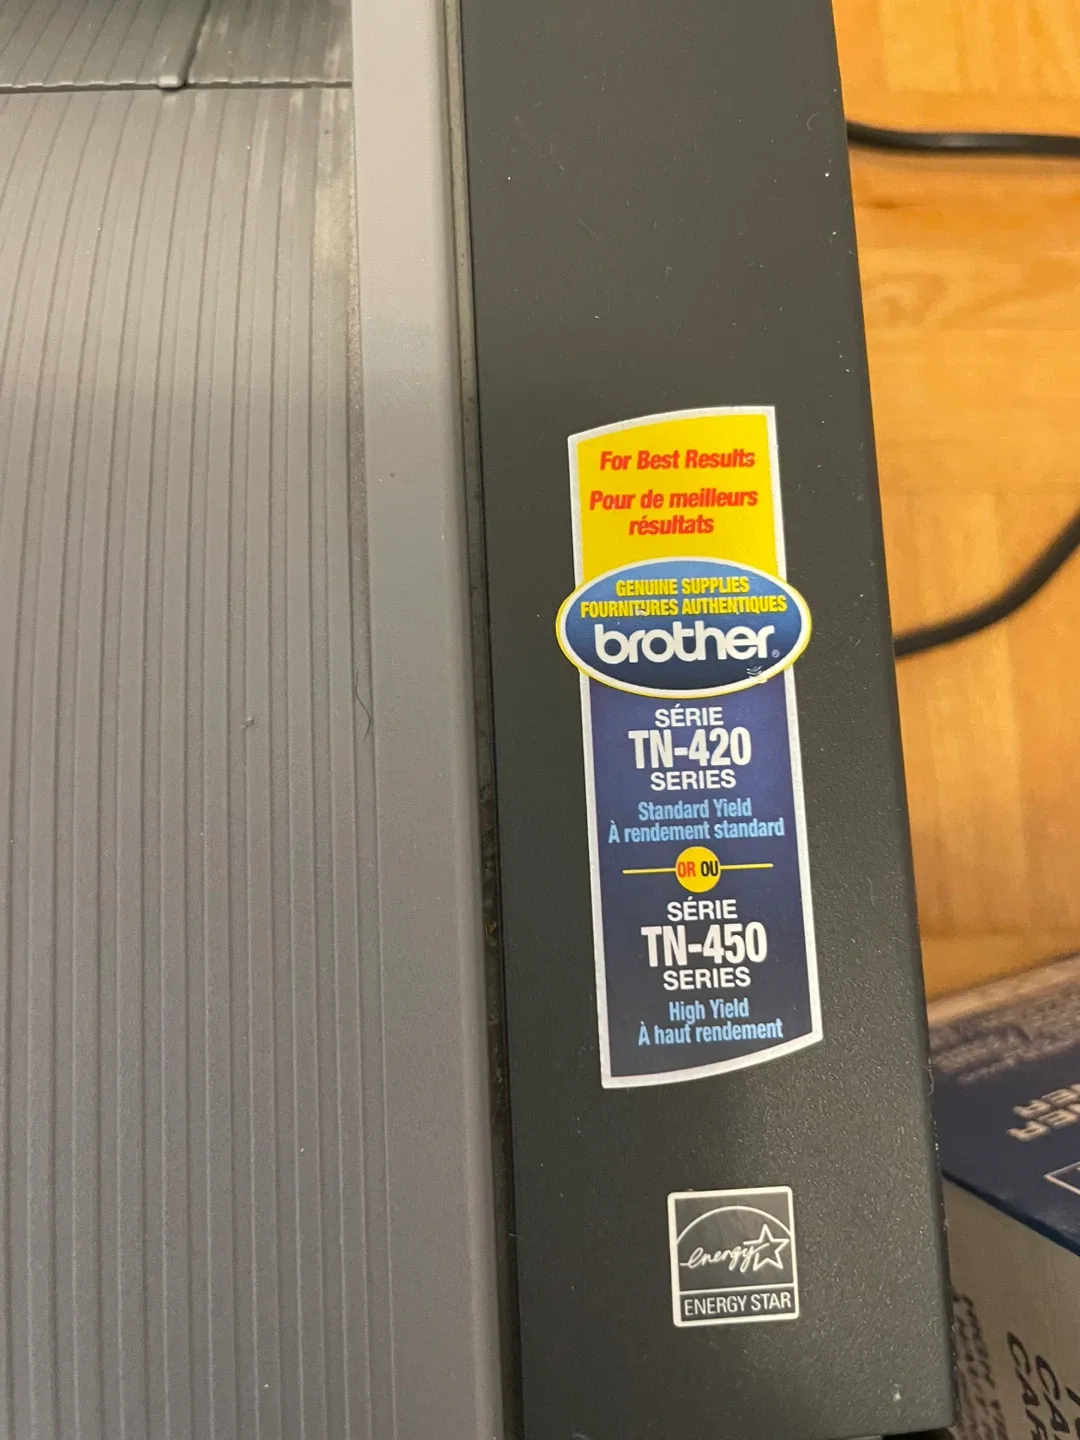 For Best Results
Pour de meilleurs
résultats
GENUINE SUPPLIES
FOURNITURES AUTHENTIQUES
brother®
SÉRIE
TN-420
SERIES
Standard Yield
À rendement standard
OR OU
SÉRIE
TN-450
SERIES
High Yield
À haut rendement
energy
ENERGY STAR